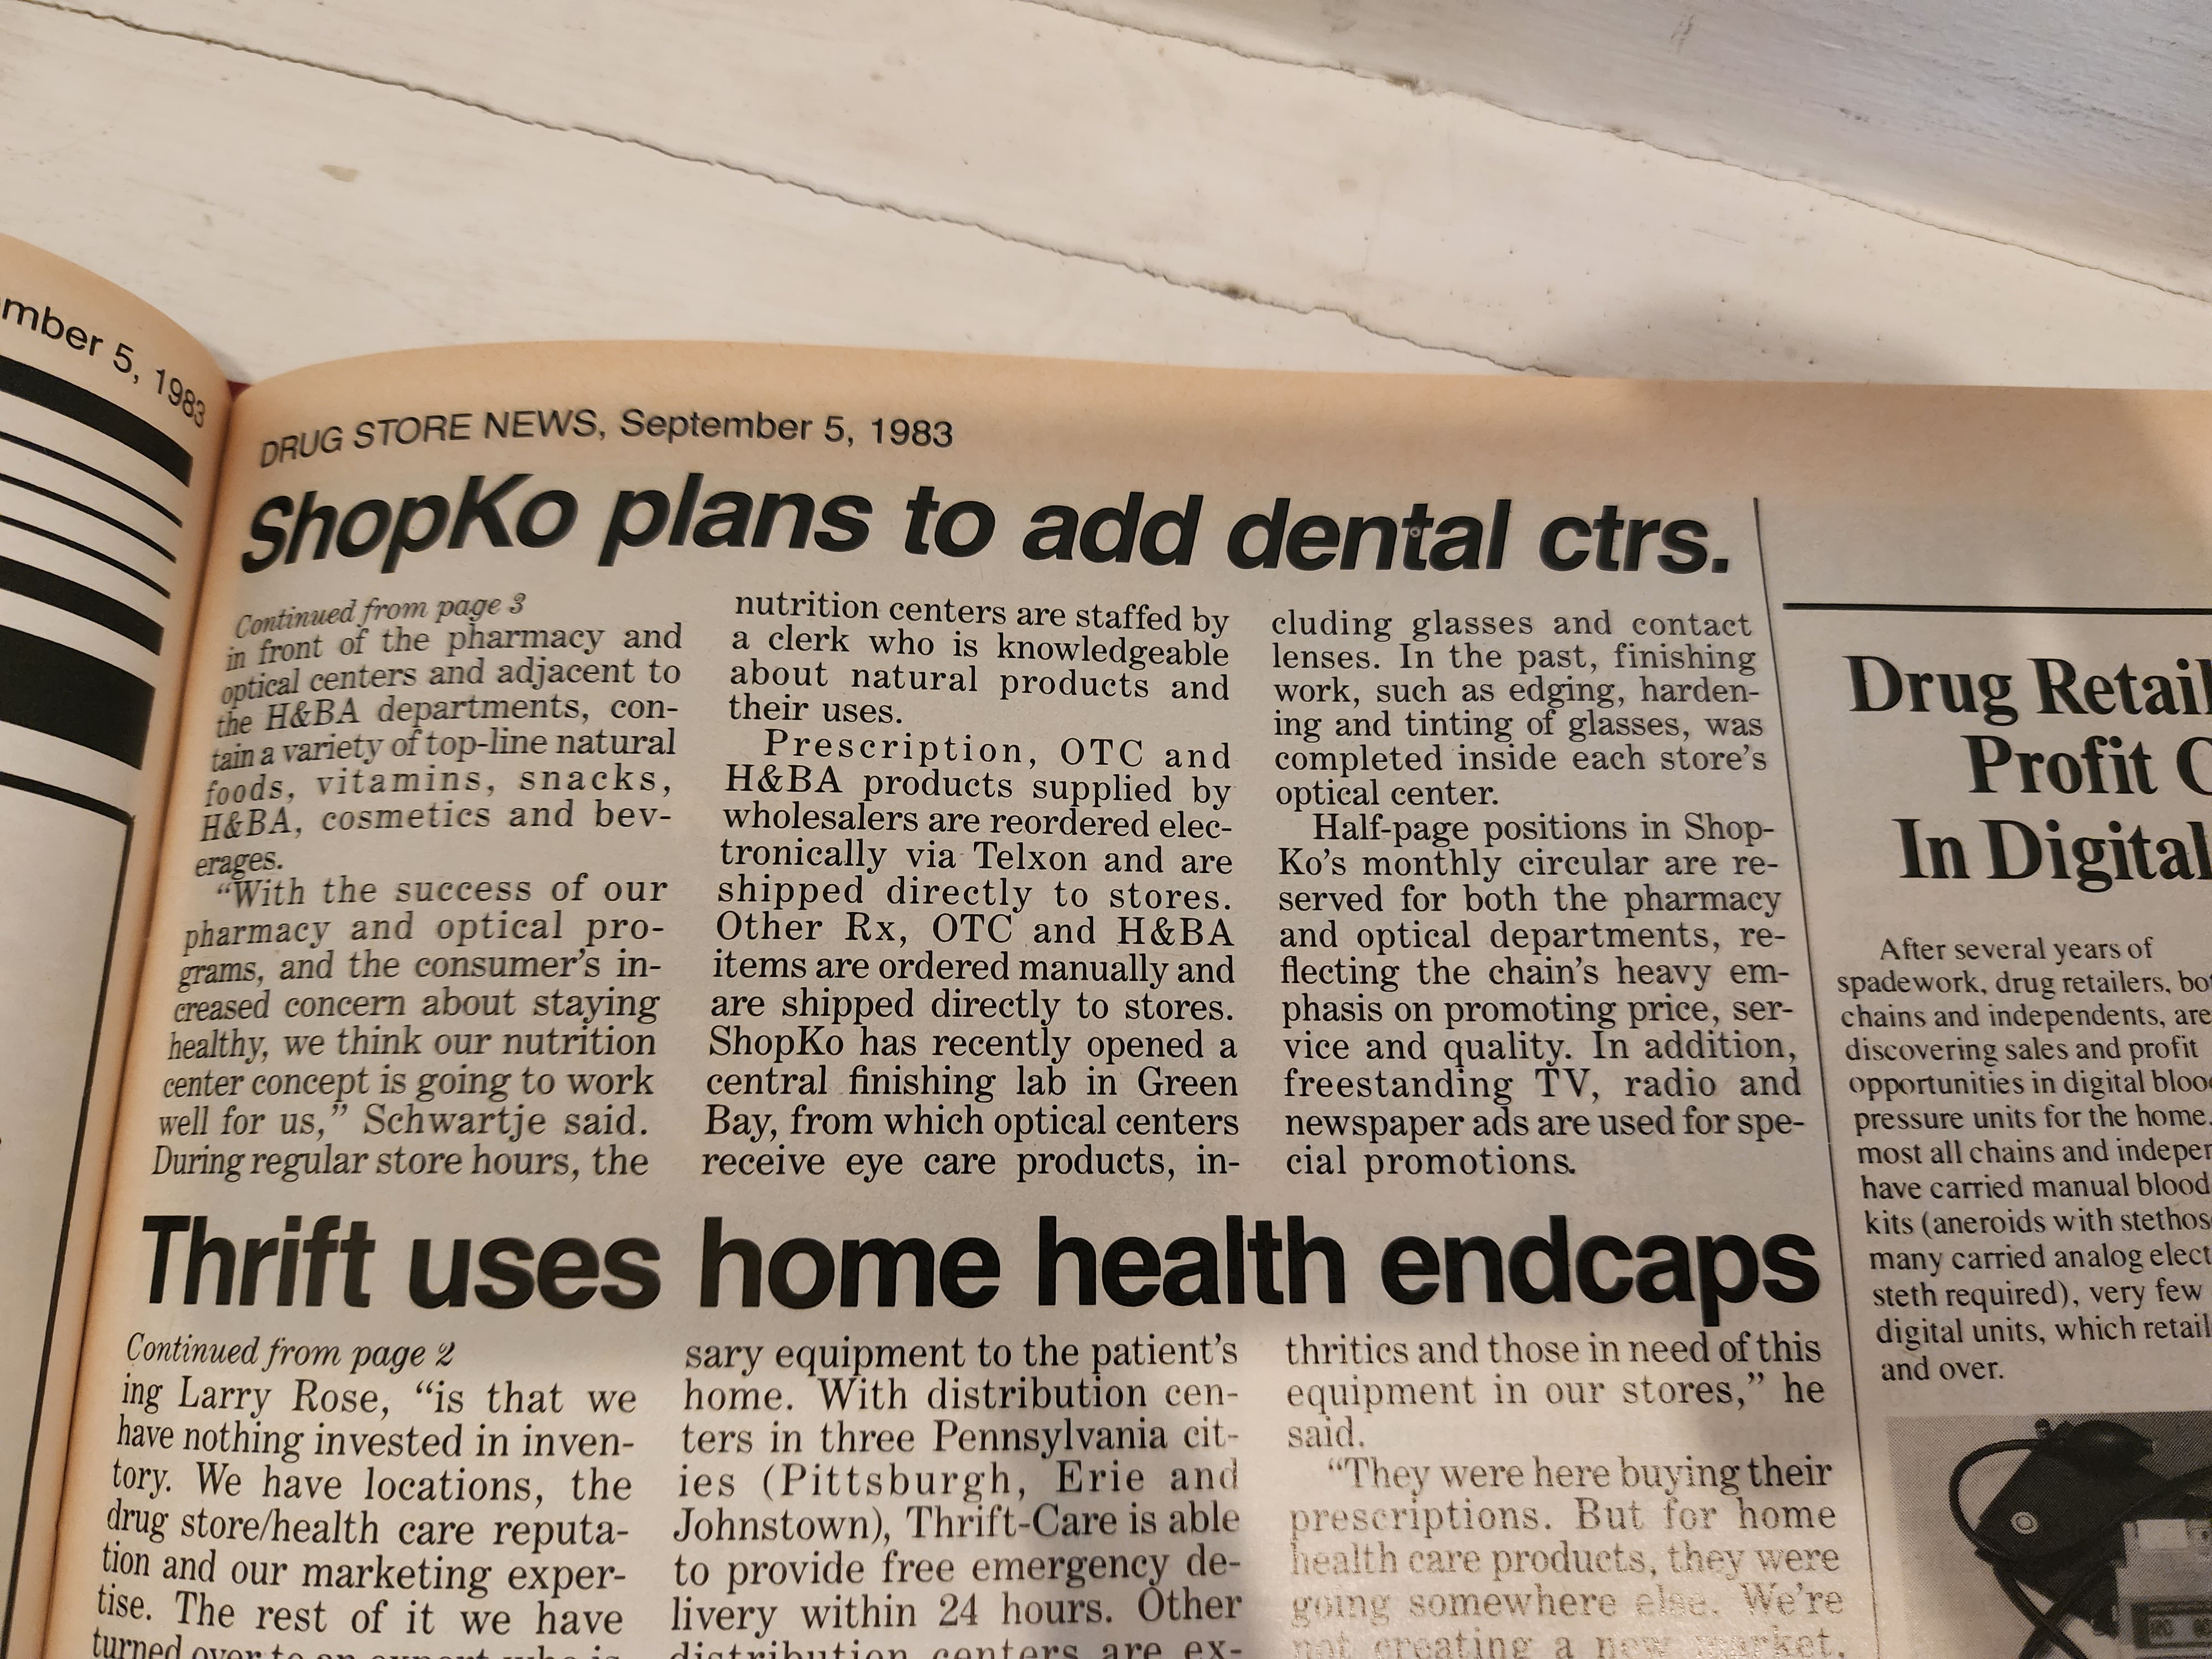 mber 5, 1983
DRUG STORE NEWS, September 5, 1983
ShopKo plans to add dental ctrs.
Continued from page 3
in front of the pharmacy and
optical centers and adjacent to
the H&BA departments, con-
tain a variety of top-line natural
foods, vitamins, snacks,
H&BA, cosmetics and bev-
erages.
“With the success of our
pharmacy and optical pro-
grams, and the consumer’s in-
creased concern about staying
healthy, we think our nutrition
center concept is going to work
well for us,” Schwartje said.
During regular store hours, the
nutrition centers are staffed by
a clerk who is knowledgeable
about natural products and
their uses.
Prescription, OTC and
H&BA products supplied by
wholesalers are reordered elec-
tronically via Telxon and are
shipped directly to stores.
Other Rx, OTC and H&BA
items are ordered manually and
are shipped directly to stores.
ShopKo has recently opened a
central finishing lab in Green
Bay, from which optical centers
receive eye care products, in-
cluding glasses and contact
lenses. In the past, finishing
work, such as edging, harden-
ing and tinting of glasses, was
completed inside each store’s
optical center.
Half-page positions in Shop-
Ko’s monthly circular are re-
served for both the pharmacy
and optical departments, re-
flecting the chain’s heavy em-
phasis on promoting price, ser-
vice and quality. In addition,
freestanding TV, radio and
newspaper ads are used for spe-
cial promotions.
Thrift uses home health endcaps
Continued from page 2
ing Larry Rose, “is that we
have nothing invested in inven-
tory. We have locations, the
drug store/health care reputa-
tion and our marketing exper-
tise. The rest of it we have
turned over to an expert who is
sary equipment to the patient’s
home. With distribution cen-
ters in three Pennsylvania cit-
ies (Pittsburgh, Erie and
Johnstown), Thrift-Care is able
to provide free emergency de-
livery within 24 hours. Other
distribution centers are ex-
thritics and those in need of this
equipment in our stores,” he
said.
“They were here buying their
prescriptions. But for home
health care products, they were
going somewhere else. We’re
not creating a new market,
Drug Retail
Profit
In Digital
After several years of
spadework, drug retailers, bot
chains and independents, are
discovering sales and profit
opportunities in digital blood
pressure units for the home.
most all chains and indepen
have carried manual blood
kits (aneroids with stethos
many carried analog elect
steth required), very few
digital units, which retail
and over.